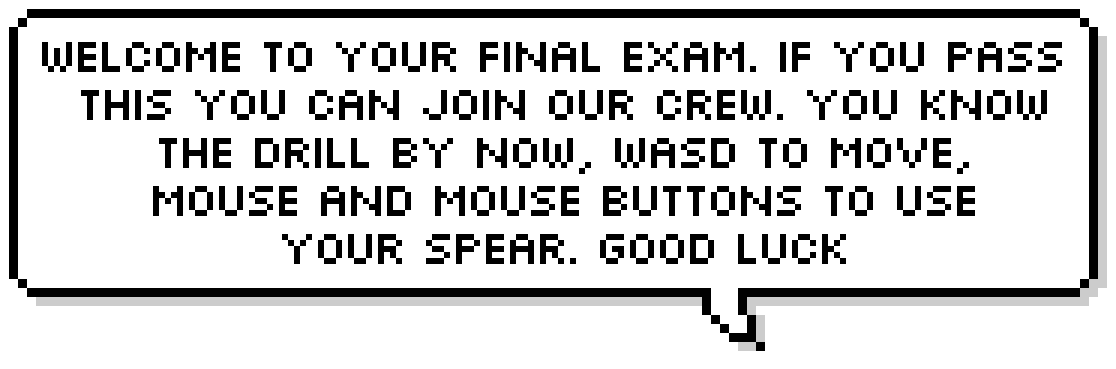 WELCOME TO YOUR FINAL EXAM. IF YOU PASS
THIS YOU CAN JOIN OUR CREW. YOU KNOW
THE DRILL BY NOW, WASD TO MOVE,
MOUSE AND MOUSE BUTTONS TO USE
YOUR SPEAR. GOOD LUCK